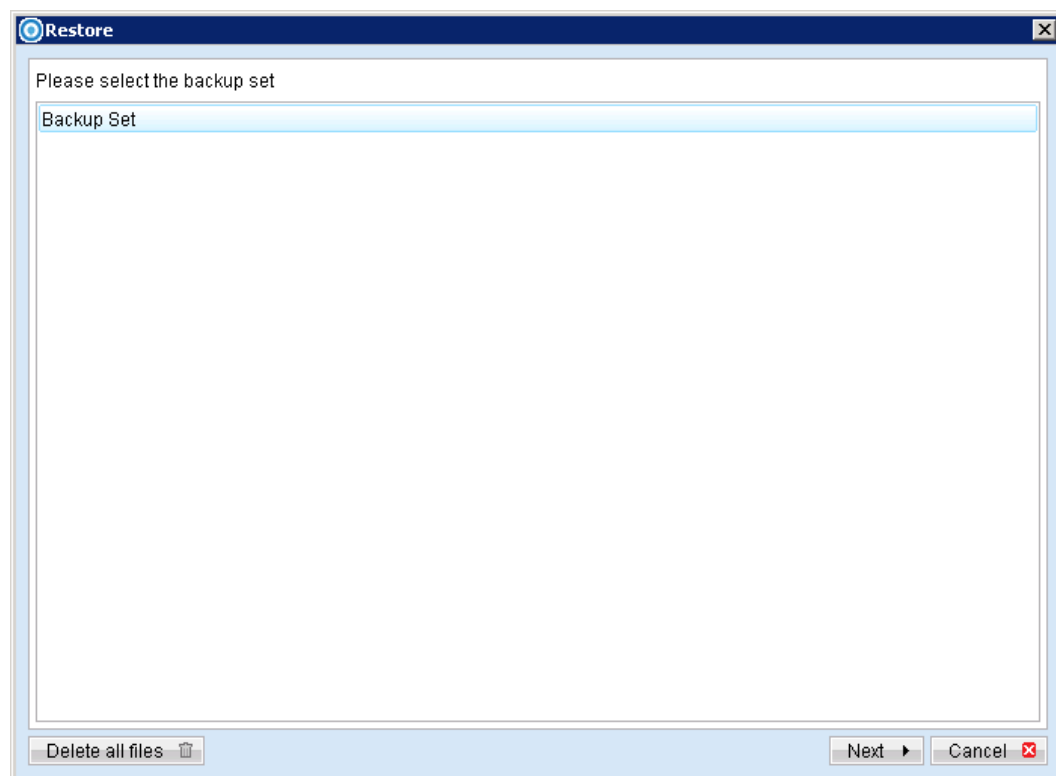 Restore
Please select the backup set
Backup Set
Delete all files
Next
Cancel